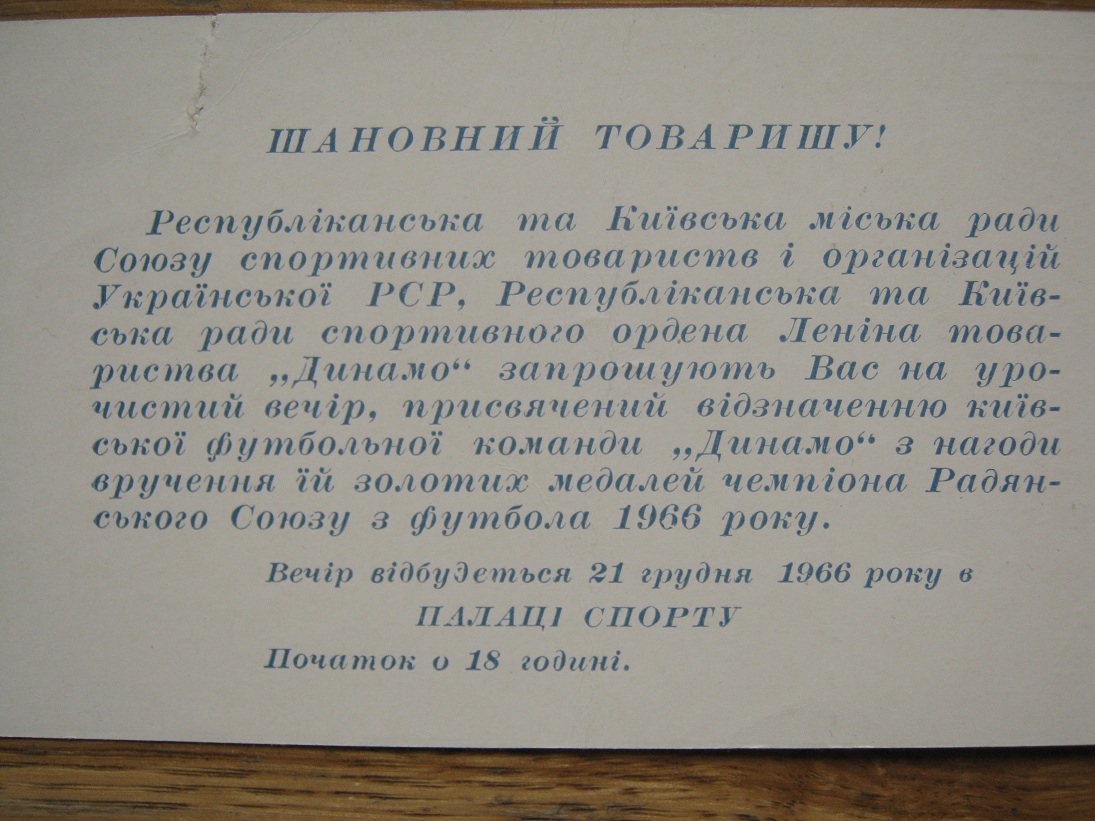 ШАНОВНИЙ ТОВАРИШУ!
Республіканська та Київська міська ради
Союзу спортивних товариств і організацій
Української РСР, Республіканська та Київ-
ська ради спортивного ордена Леніна това-
риства „Динамо“ запрошують Вас на уро-
чистий вечір, присвячений відзначенню київ-
ської футбольної команди „Динамо“ з нагоди
вручення їй золотих медалей чемпіона Радян-
ського Союзу з футбола 1966 року.
Вечір відбудеться 21 грудня 1966 року в
ПАЛАЦІ СПОРТУ
Початок о 18 годині.